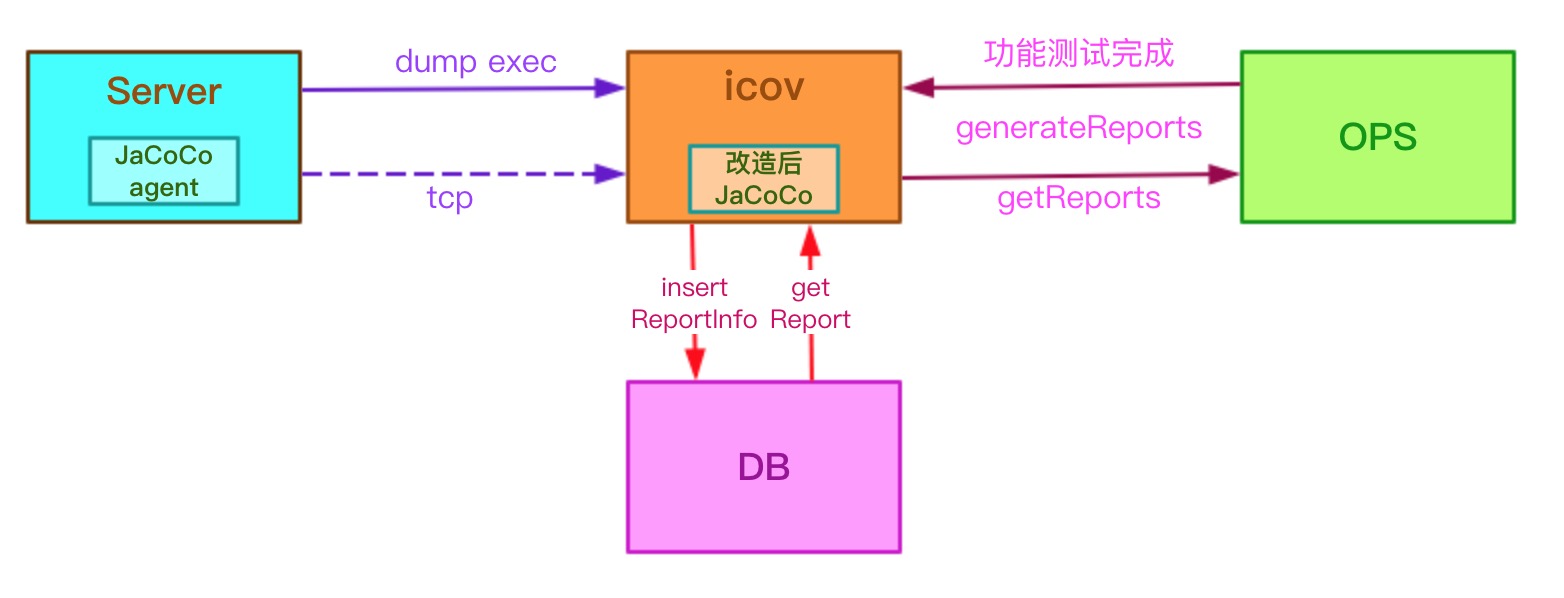 Server
JaCoCo
agent
dump exec
tcp
icov
改造后
JaCoCo
功能测试完成
generateReports
getReports
OPS
insert
ReportInfo
get
Report
DB